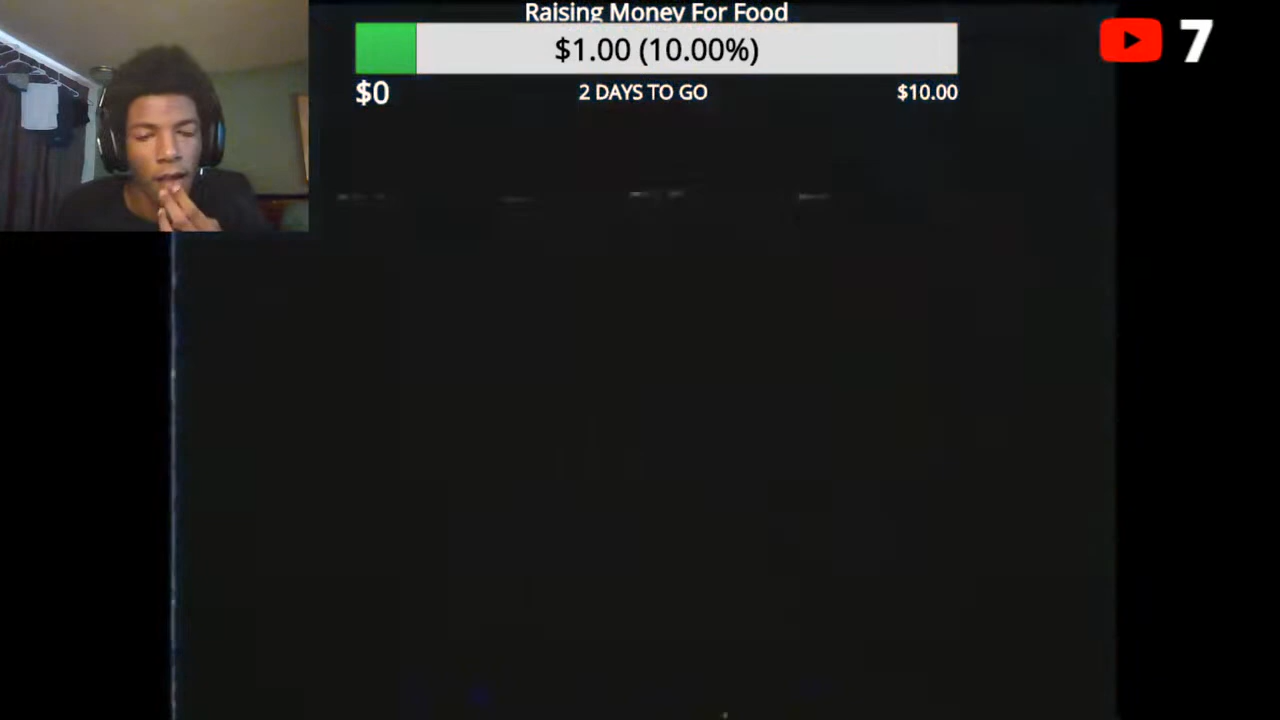 Raising Money For Food
$1.00 (10.00%)
$0
2 DAYS TO GO
$10.00
7